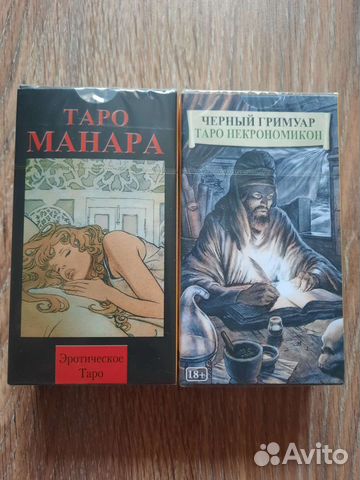 ТАРО
МАНАРА
Эротическое
Таро
ЧЕРНЫЙ ГРИМУАР
ТАРО НЕКРОНОМИКОН
18+
Avito